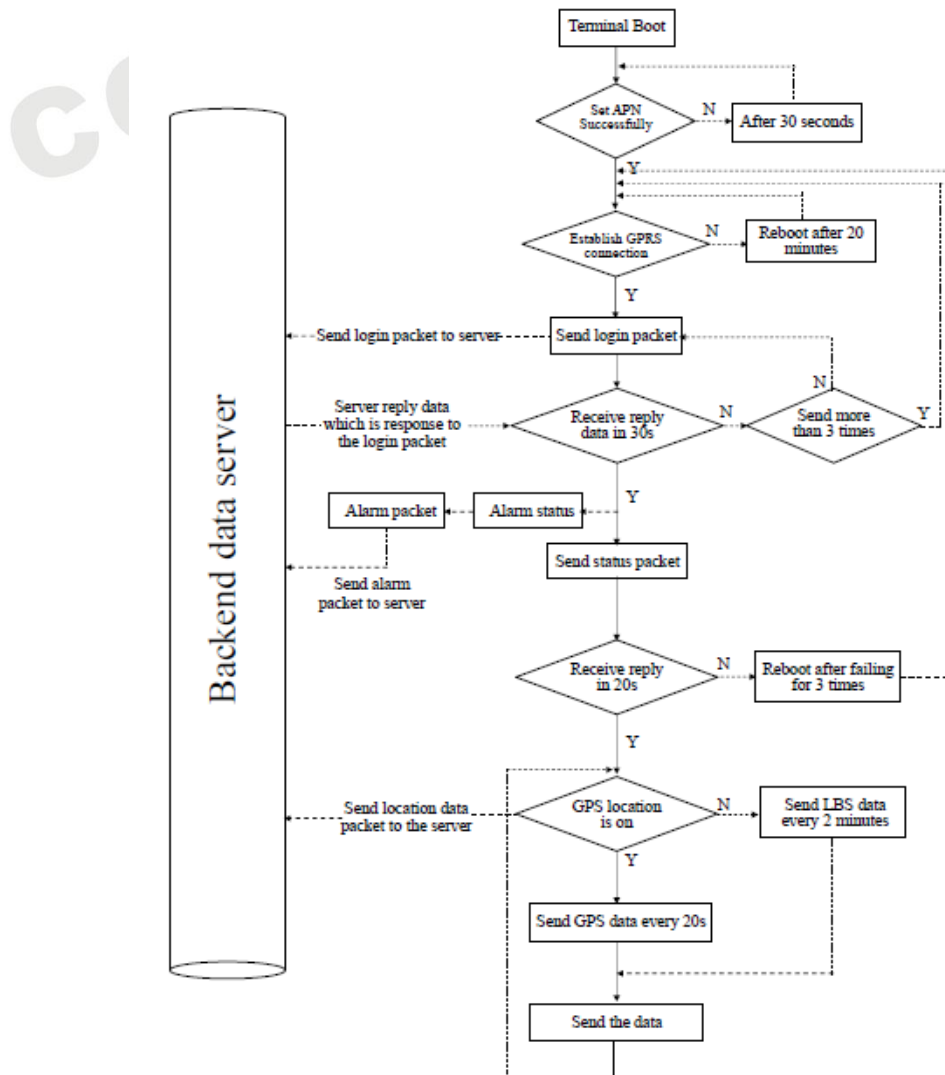 Terminal Boot
Set APN
Successfully
N
After 30 seconds
Y
Establish GPRS
connection
N
Reboot after 20
minutes
Y
Send login packet to server
Send login packet
N
Server reply data
which is response to
the login packet
Receive reply
data in 30s
N
Send more
than 3 times
Y
Y
Alarm packet
Alarm status
Send status packet
Send alarm
packet to server
Backend data server
Receive reply
in 20s
N
Reboot after failing
for 3 times
Y
Send location data
packet to the server
GPS location
is on
N
Send LBS data
every 2 minutes
Y
Send GPS data every 20s
Send the data